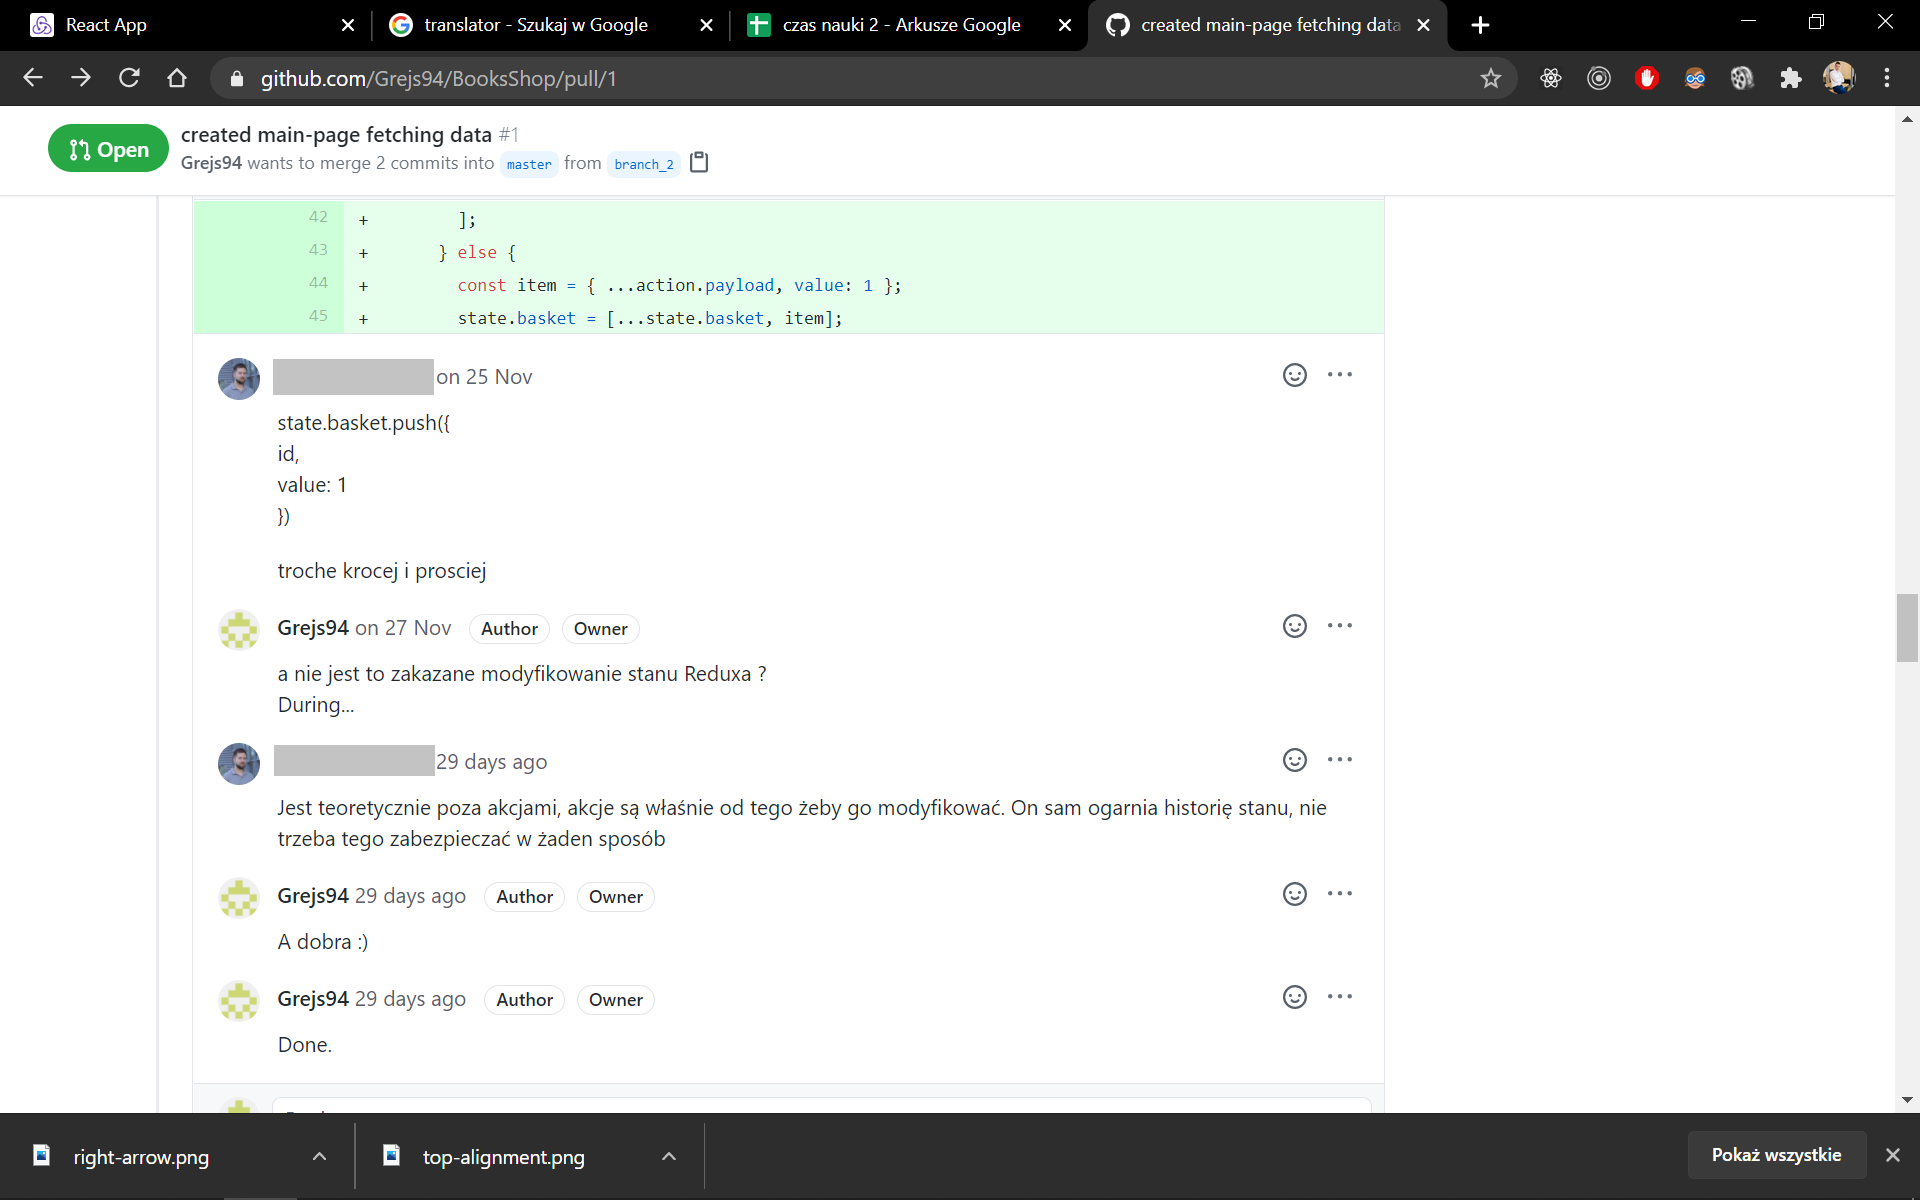 React App
translator - Szukaj w Google
czas nauki 2 - Arkusze Google
created main-page fetching data
github.com/Grejs94/BooksShop/pull/1
Open
created main-page fetching data #1
Grejs94 wants to merge 2 commits into master from branch_2
42 + ];
43 + } else {
44 + const item = { ...action.payload, value: 1 };
45 + state.basket = [...state.basket, item];
on 25 Nov
state.basket.push({
id,
value: 1
})
troche krocej i prosciej
Grejs94 on 27 Nov Author Owner
a nie jest to zakazane modyfikowanie stanu Reduxa ?
During...
29 days ago
Jest teoretycznie poza akcjami, akcje są właśnie od tego żeby go modyfikować. On sam ogarnia historię stanu, nie
trzeba tego zabezpieczać w żaden sposób
Grejs94 29 days ago Author Owner
A dobra :)
Grejs94 29 days ago Author Owner
Done.
right-arrow.png
top-alignment.png
Pokaż wszystkie